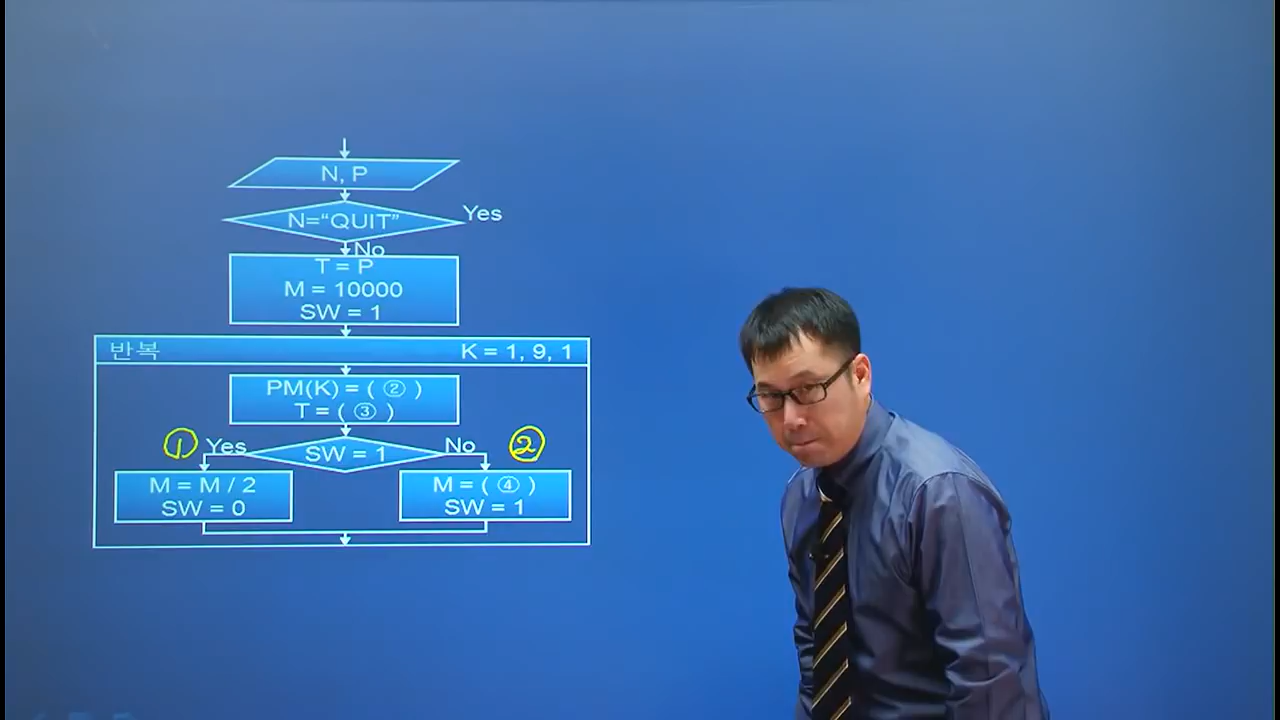 N, P
N=“QUIT”
Yes
No
T = P
M = 10000
SW = 1
반복 K = 1, 9, 1
PM(K) = ( ② )
T = ( ③ )
① Yes SW = 1 No ②
M = M / 2
SW = 0
M = ( ④ )
SW = 1